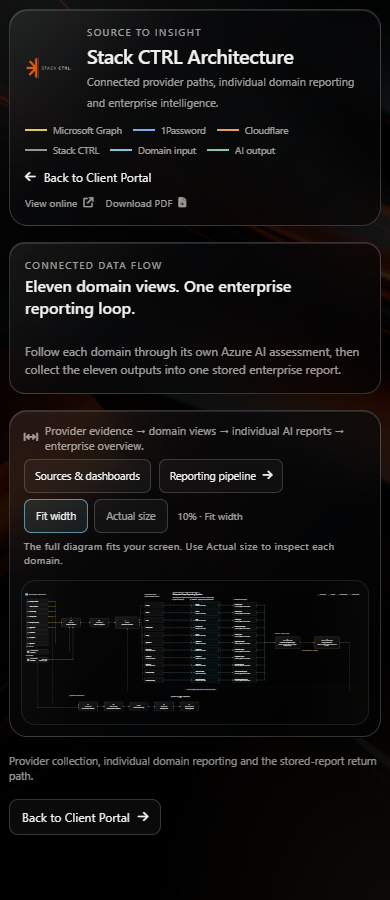 SOURCE TO INSIGHT
STACK CTRL.
Stack CTRL Architecture
Connected provider paths, individual domain reporting
and enterprise intelligence.
Microsoft Graph
1Password
Cloudflare
Stack CTRL
Domain input
AI output
Back to Client Portal
View online
Download PDF
CONNECTED DATA FLOW
Eleven domain views. One enterprise
reporting loop.
Follow each domain through its own Azure AI assessment, then
collect the eleven outputs into one stored enterprise report.
Provider evidence → domain views → individual AI reports →
enterprise overview.
Sources & dashboards
Reporting pipeline →
Fit width
Actual size
10% · Fit width
The full diagram fits your screen. Use Actual size to inspect each
domain.
Provider collection, individual domain reporting and the stored-report return
path.
Back to Client Portal →